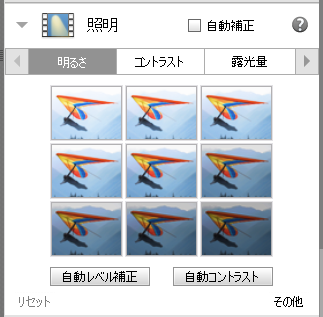 照明 自動補正
明るさ コントラスト 露光量
自動レベル補正 自動コントラスト
リセット その他